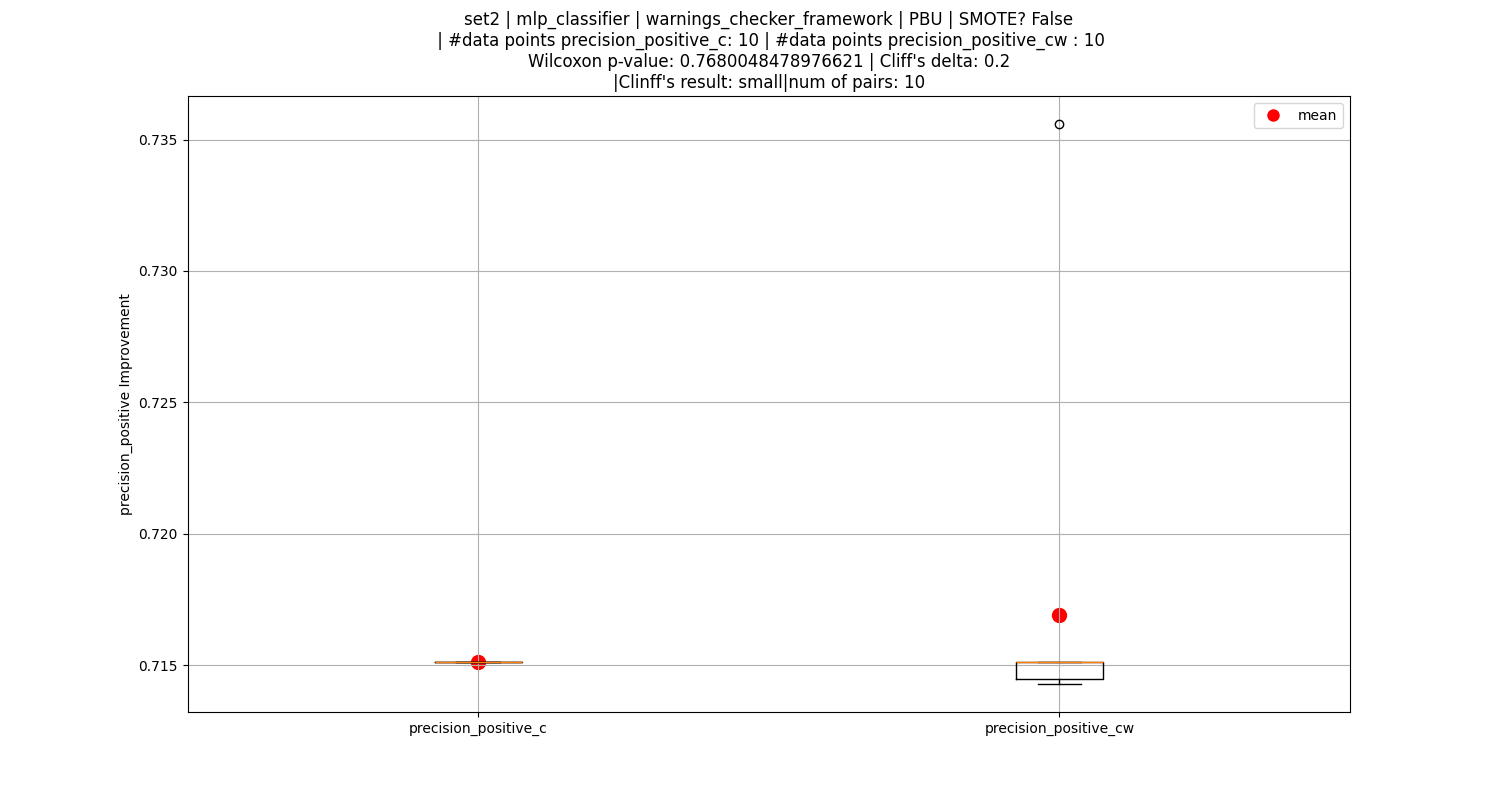 set2 | mlp_classifier | warnings_checker_framework | PBU | SMOTE? False
| #data points precision_positive_c: 10 | #data points precision_positive_cw : 10
Wilcoxon p-value: 0.7680048478976621 | Cliff's delta: 0.2
|Clinff's result: small|num of pairs: 10
mean
0.735
0.730
0.725
0.720
0.715
precision_positive Improvement
precision_positive_c
precision_positive_cw